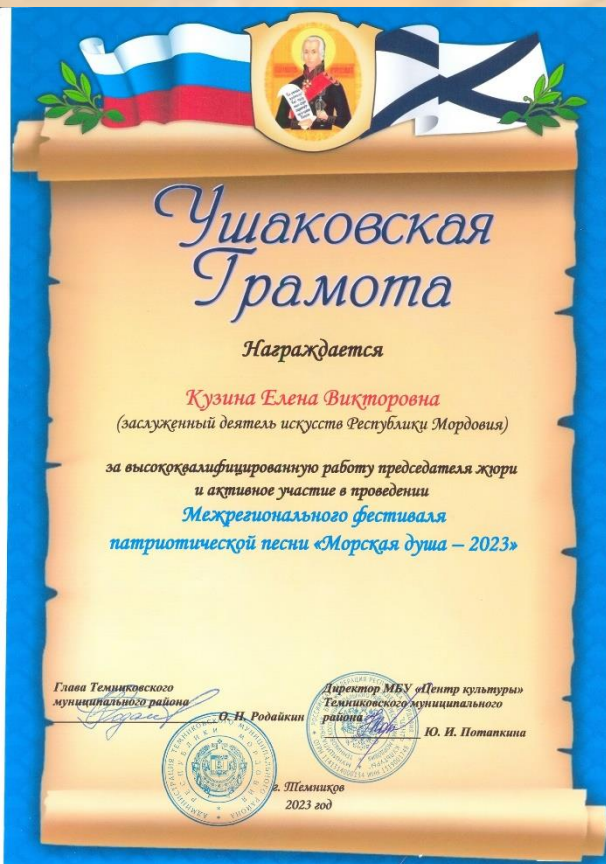 Ушаковская
Грамота
Награждается
Кузина Елена Викторовна
(заслуженный деятель искусств Республики Мордовия)
за высококвалифицированную работу председателя жюри
и активное участие в проведении
Межрегионального фестиваля
патриотической песни «Морская душа – 2023»
Глава Темниковского
муниципального района
О. Н. Родайкин
Директор МБУ «Центр культуры»
Темниковского муниципального
района
Ю. И. Потапкина
г. Темников
2023 год